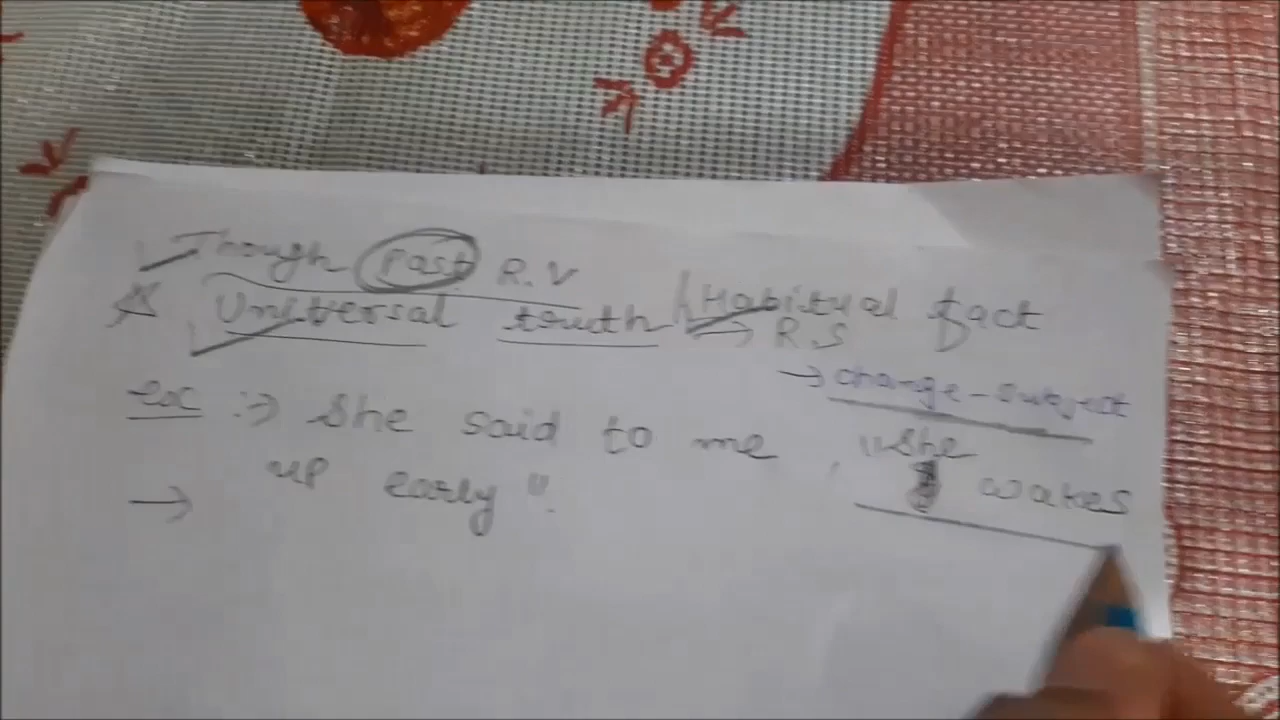 Though past R.V
Universal truth / Habitual fact
→ R.S
→ change-subject
ex :→ she said to me, "she wakes
up early".
→